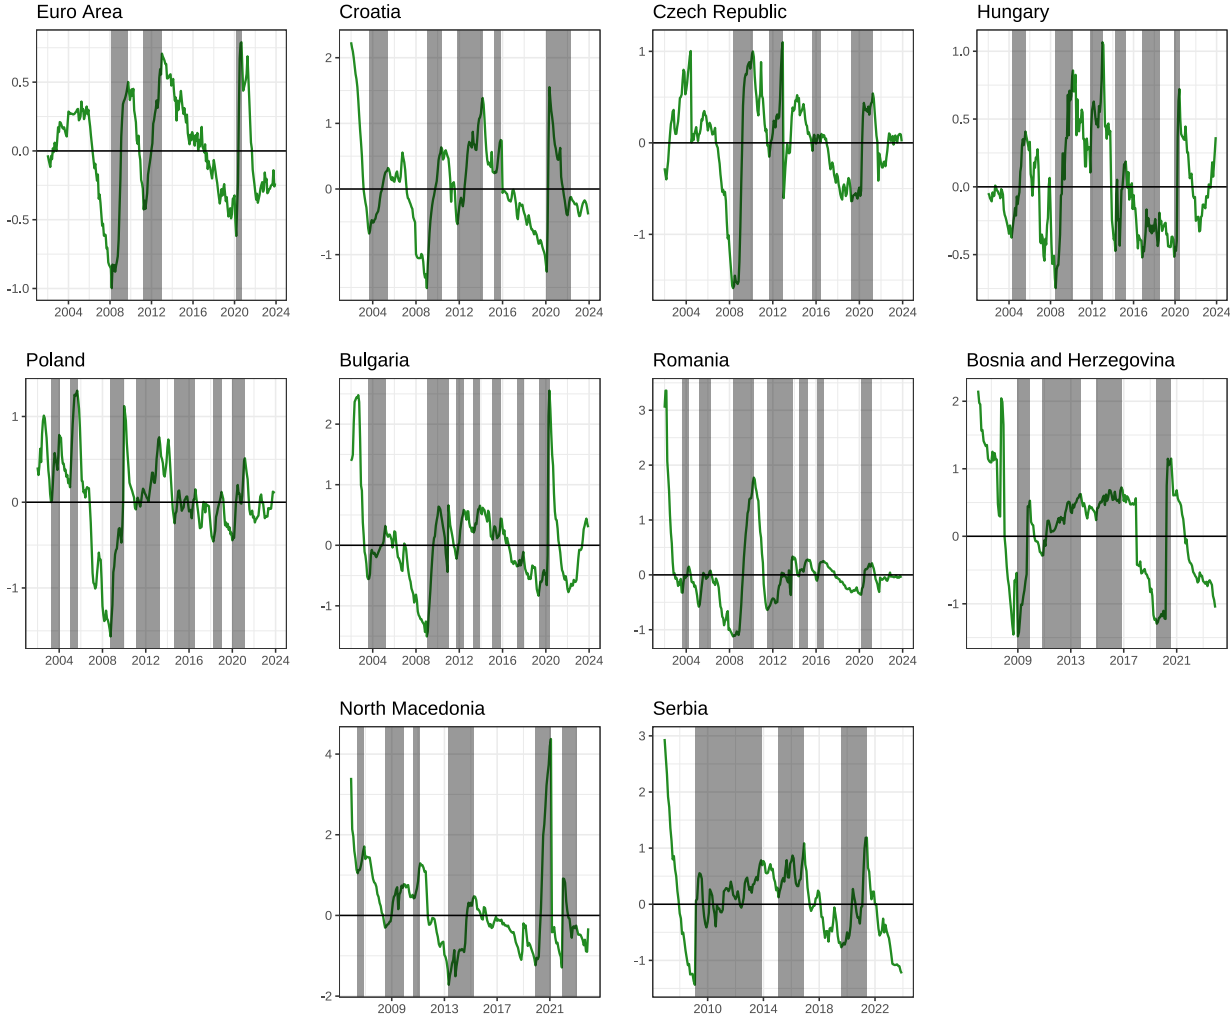 Euro Area
0.5
0.0
-0.5
-1.0
2004 2008 2012 2016 2020 2024
Croatia
2
1
0
-1
2004 2008 2012 2016 2020 2024
Czech Republic
1
0
-1
2004 2008 2012 2016 2020 2024
Hungary
1.0
0.5
0.0
-0.5
2004 2008 2012 2016 2020 2024
Poland
1
0
-1
2004 2008 2012 2016 2020 2024
Bulgaria
2
1
0
-1
2004 2008 2012 2016 2020 2024
Romania
3
2
1
0
-1
2004 2008 2012 2016 2020 2024
Bosnia and Herzegovina
2
1
0
-1
2009 2013 2017 2021
North Macedonia
4
2
0
-2
2009 2013 2017 2021
Serbia
3
2
1
0
-1
2010 2014 2018 2022